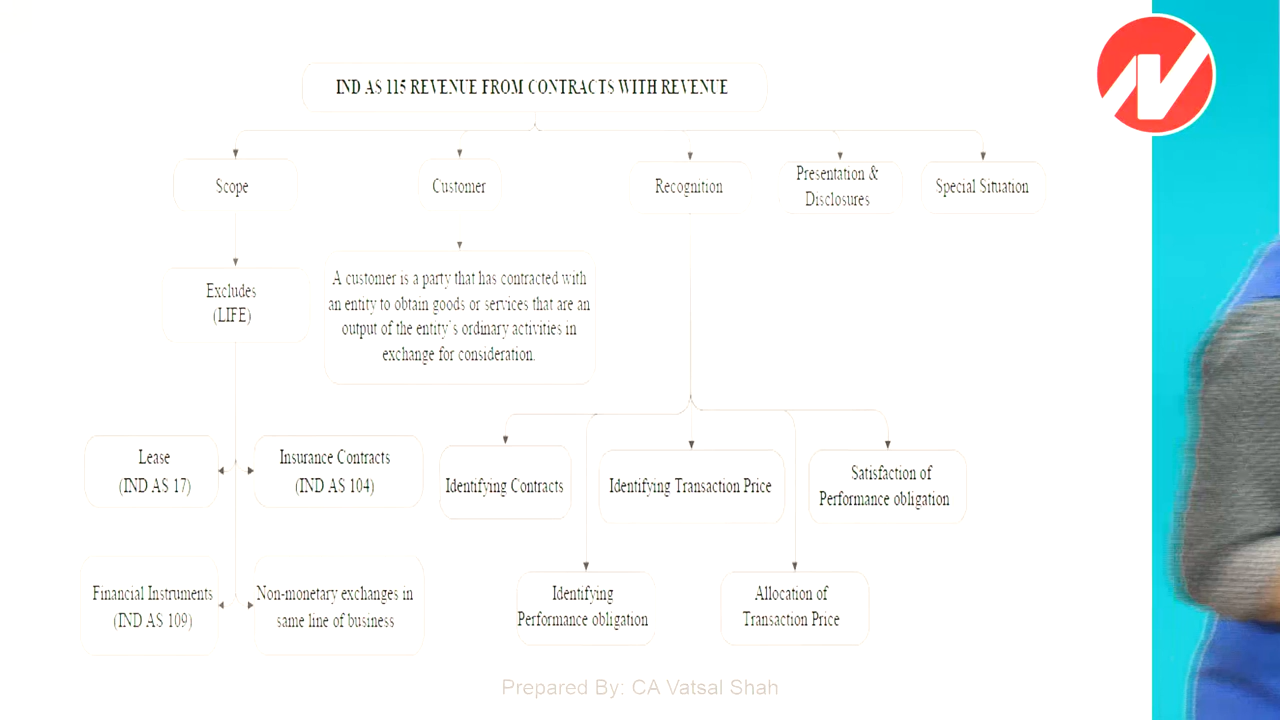 IND AS 115 REVENUE FROM CONTRACTS WITH REVENUE
Scope
Customer
Recognition
Presentation &
Disclosures
Special Situation
Excludes
(LIFE)
A customer is a party that has contracted with
an entity to obtain goods or services that are an
output of the entity`s ordinary activities in
exchange for consideration.
Lease
(IND AS 17)
Insurance Contracts
(IND AS 104)
Identifying Contracts
Identifying Transaction Price
Satisfaction of
Performance obligation
Financial Instruments
(IND AS 109)
Non-monetary exchanges in
same line of business
Identifying
Performance obligation
Allocation of
Transaction Price
Prepared By: CA Vatsal Shah